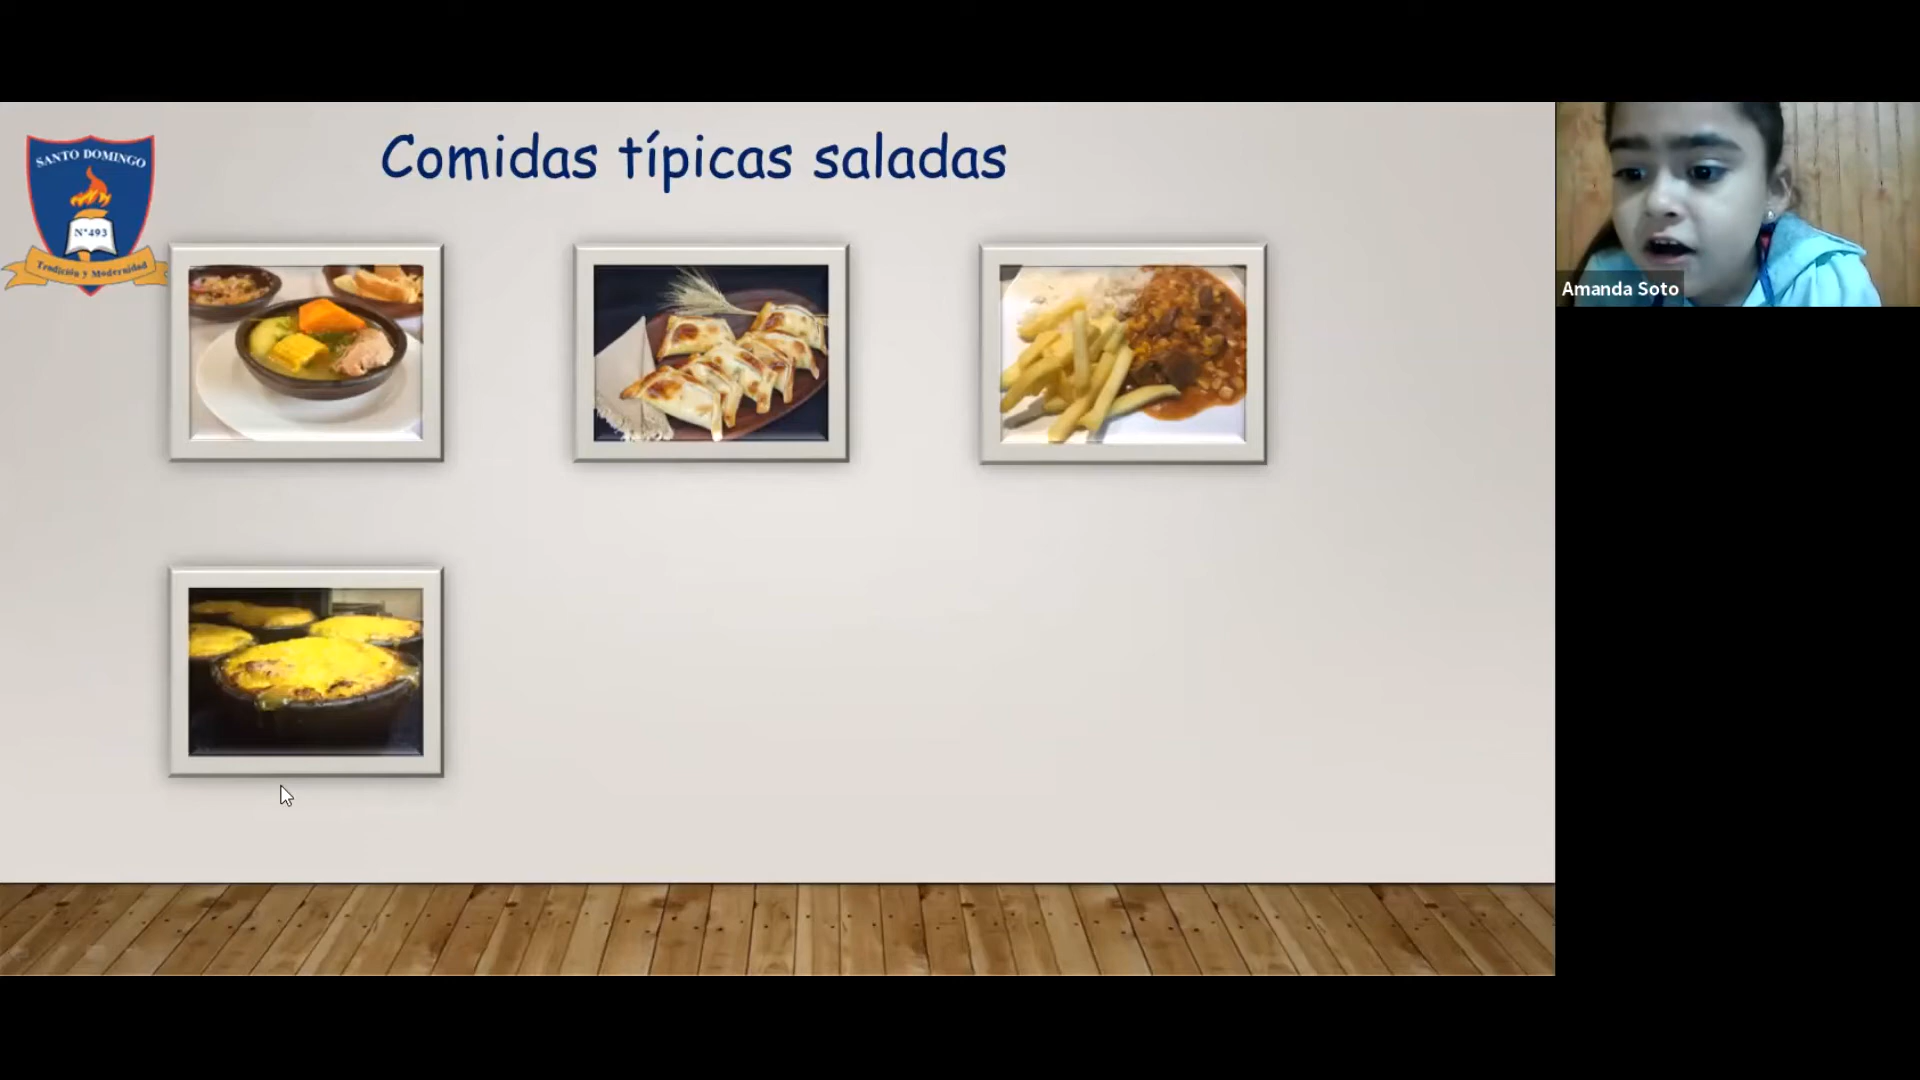 Comidas típicas saladas
SANTO DOMINGO
N°493
Tradición y Modernidad
Amanda Soto